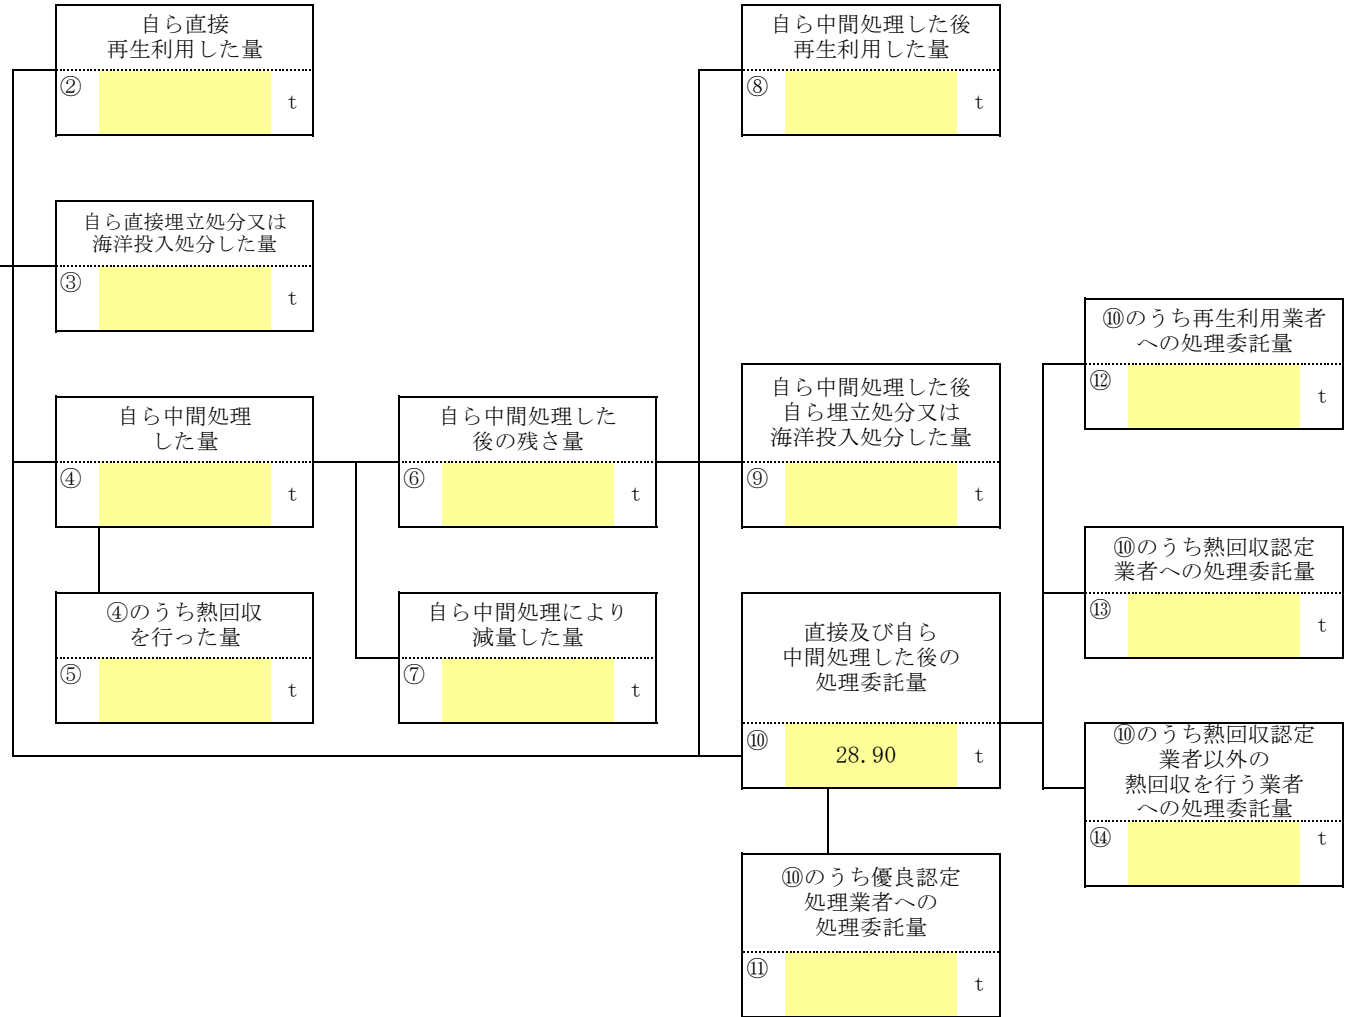 自ら直接
再生利用した量
②
t
自ら直接埋立処分又は
海洋投入処分した量
③
t
自ら中間処理
した量
④
t
④のうち熱回収
を行った量
⑤
t
自ら中間処理した
後の残さ量
⑥
t
自ら中間処理により
減量した量
⑦
t
自ら中間処理した後
再生利用した量
⑧
t
自ら中間処理した後
自ら埋立処分又は
海洋投入処分した量
⑨
t
直接及び自ら
中間処理した後の
処理委託量
⑩ 28.90 t
⑩のうち優良認定
処理業者への
処理委託量
⑪
t
⑩のうち再生利用業者
への処理委託量
⑫
t
⑩のうち熱回収認定
業者への処理委託量
⑬
t
⑩のうち熱回収認定
業者以外の
熱回収を行う業者
への処理委託量
⑭
t